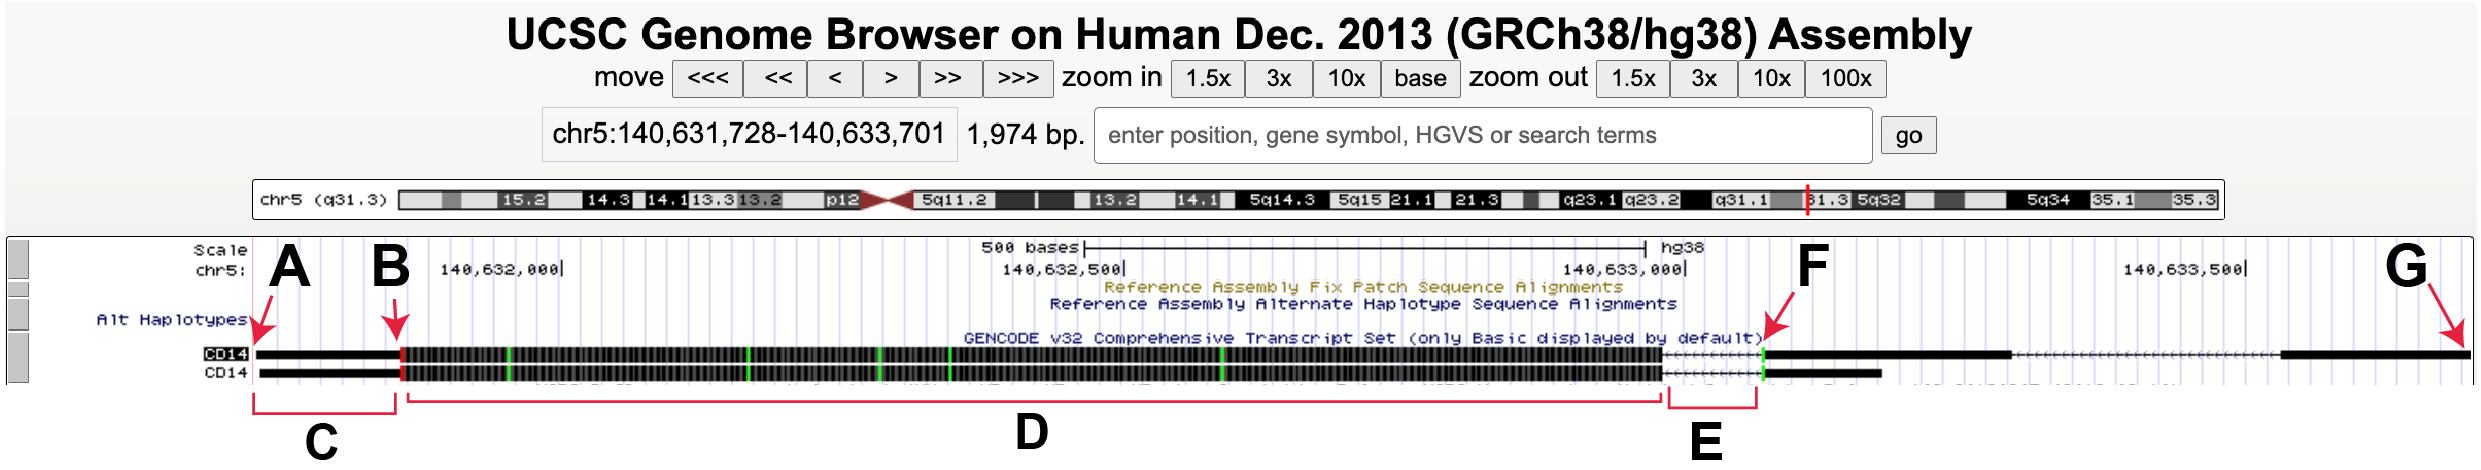 UCSC Genome Browser on Human Dec. 2013 (GRCh38/hg38) Assembly
move <<< << < > >> >>> zoom in 1.5x 3x 10x base zoom out 1.5x 3x 10x 100x
chr5:140,631,728-140,633,701 1,974 bp. enter position, gene symbol, HGVS or search terms go
chr5 (q31.3) 15.2 14.3 14.1 13.3 13.2 p12 5q11.2 13.2 14.1 5q14.3 5q15 21.1 21.3 q23.1 q23.2 q31.1 31.3 5q32 5q34 35.1 35.3
Scale 500 bases hg38
chr5: 140,632,000 140,632,500 140,633,000 140,633,500
A B F G
Reference Assembly Fix Patch Sequence Alignments
Reference Assembly Alternate Haplotype Sequence Alignments
Alt Haplotypes
GENCODE v32 Comprehensive Transcript Set (only Basic displayed by default)
CD14
CD14
C D E